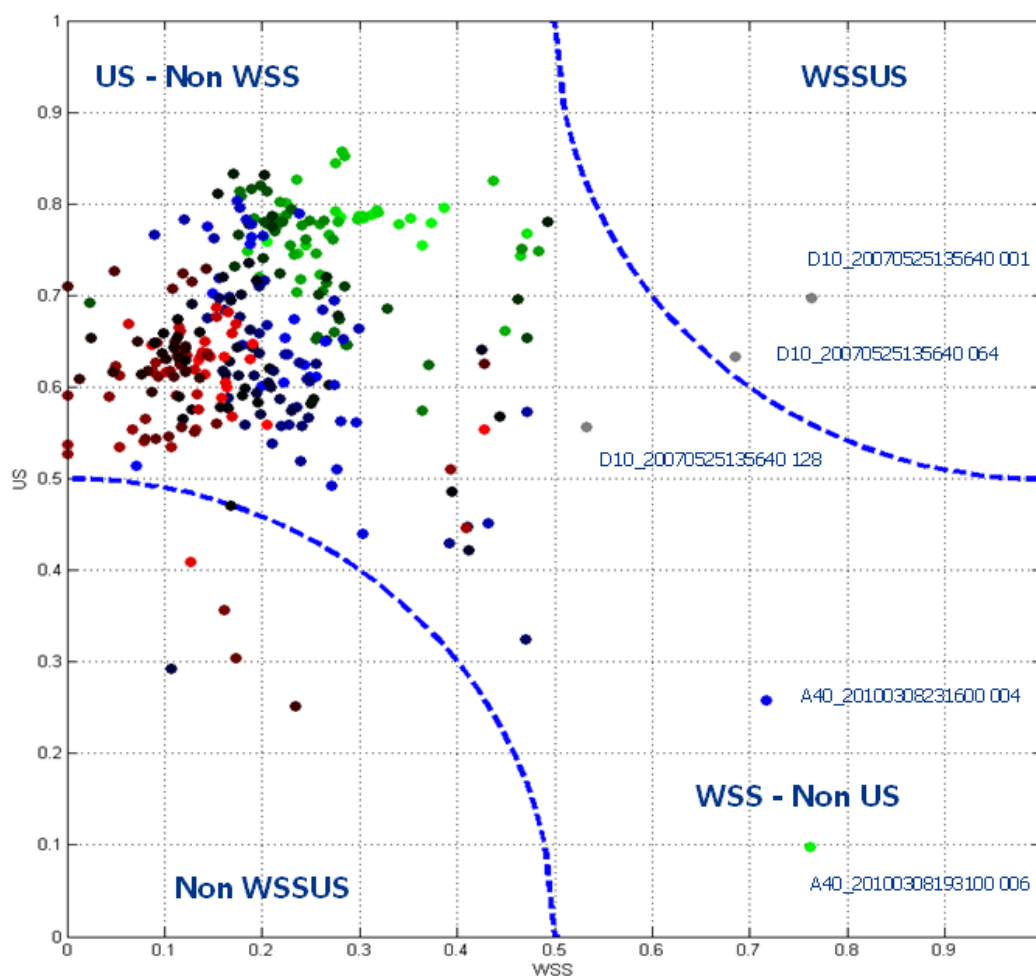 1
US - Non WSS
WSSUS
0.9
0.8
D10_20070525135640 001
0.7
D10_20070525135640 064
0.6
D10_20070525135640 128
US
0.5
0.4
0.3
A40_20100308231600 004
0.2
WSS - Non US
0.1
Non WSSUS
A40_20100308193100 006
0
0 0.1 0.2 0.3 0.4 0.5 0.6 0.7 0.8 0.9
WSS